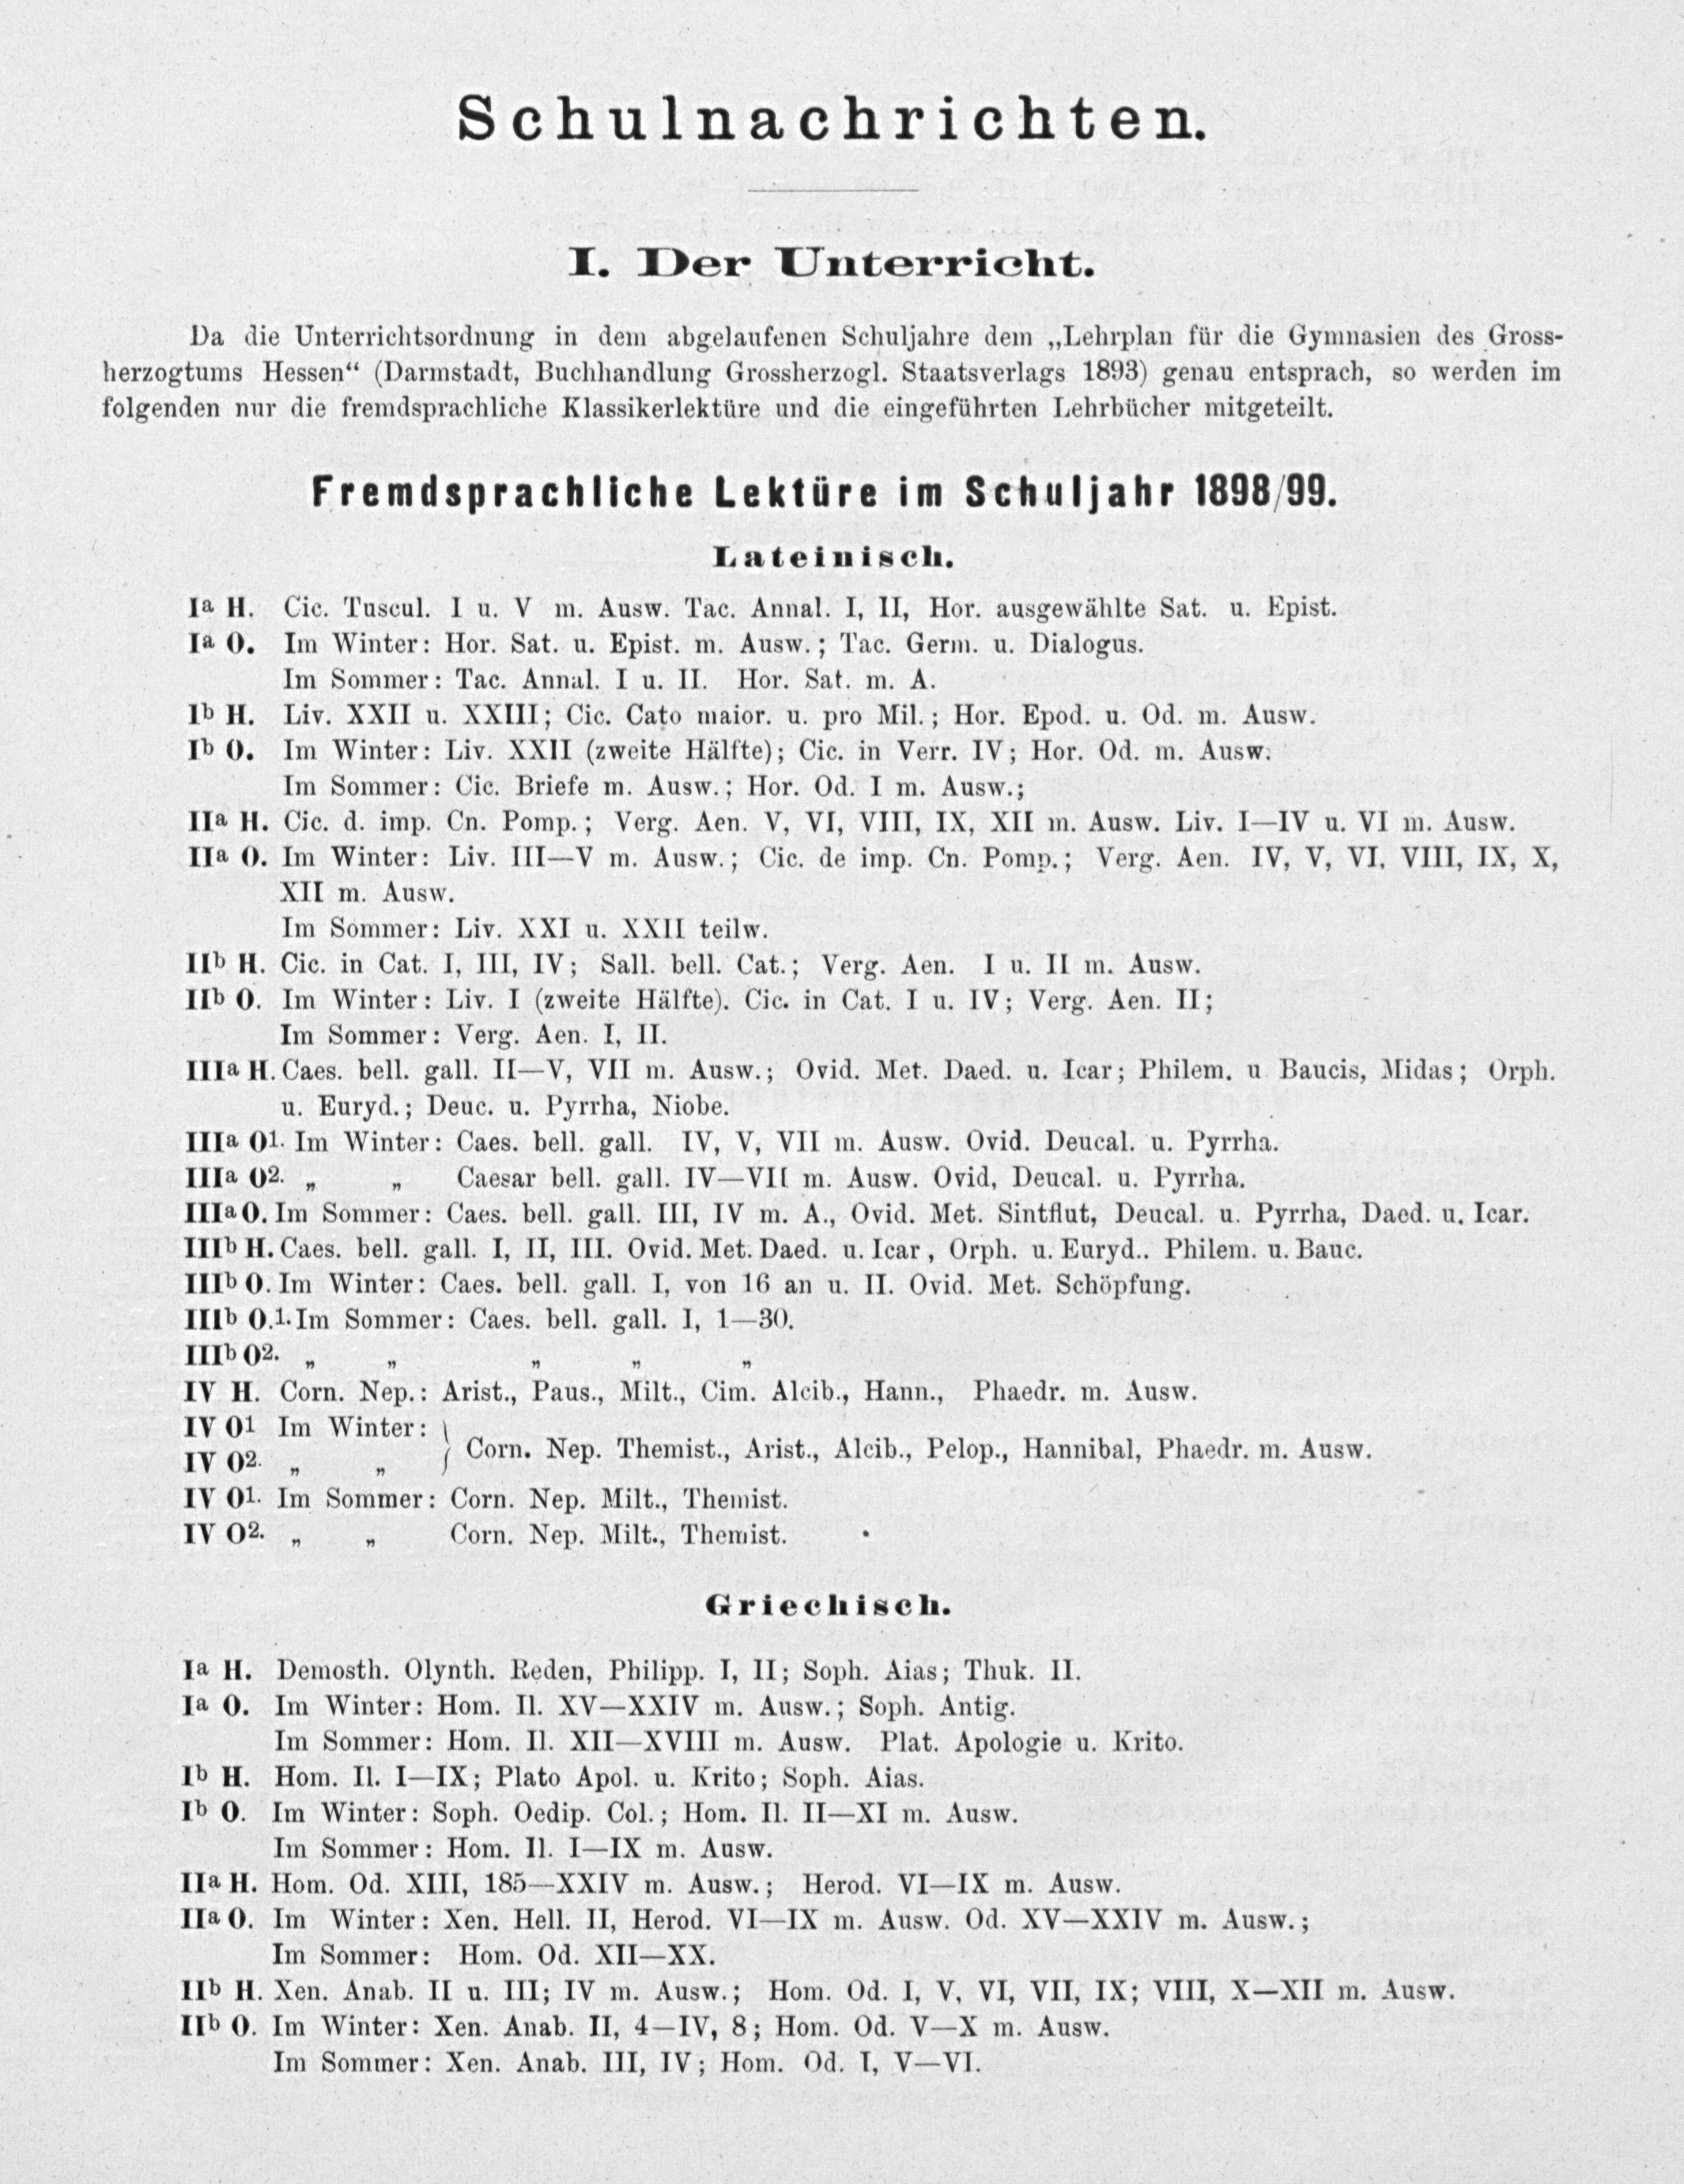 Schulnachrichten.
I. Der Unterricht.
Da die Unterrichtsordnung in dem abgelaufenen Schuljahre dem „Lehrplan für die Gymnasien des Gross-
herzogtums Hessen“ (Darmstadt, Buchhandlung Grossherzogl. Staatsverlags 1893) genau entsprach, so werden im
folgenden nur die fremdsprachliche Klassikerlektüre und die eingeführten Lehrbücher mitgeteilt.
Fremdsprachliche Lektüre im Schuljahr 1898/99.
Lateinisch.
Ia H. Cic. Tuscul. I u. V m. Ausw. Tac. Annal. I, II, Hor. ausgewählte Sat. u. Epist.
Ia O. Im Winter: Hor. Sat. u. Epist. m. Ausw.; Tac. Germ. u. Dialogus.
Im Sommer: Tac. Annal. I u. II. Hor. Sat. m. A.
Ib H. Liv. XXII u. XXIII; Cic. Cato maior. u. pro Mil.; Hor. Epod. u. Od. m. Ausw.
Ib O. Im Winter: Liv. XXII (zweite Hälfte); Cic. in Verr. IV; Hor. Od. m. Ausw.
Im Sommer: Cic. Briefe m. Ausw.; Hor. Od. I m. Ausw.;
IIa H. Cic. d. imp. Cn. Pomp.; Verg. Aen. V, VI, VIII, IX, XII m. Ausw. Liv. I—IV u. VI m. Ausw.
IIa O. Im Winter: Liv. III—V m. Ausw.; Cic. de imp. Cn. Pomp.; Verg. Aen. IV, V, VI, VIII, IX, X,
XII m. Ausw.
Im Sommer: Liv. XXI u. XXII teilw.
IIb H. Cic. in Cat. I, III, IV; Sall. bell. Cat.; Verg. Aen. I u. II m. Ausw.
IIb O. Im Winter: Liv. I (zweite Hälfte). Cic. in Cat. I u. IV; Verg. Aen. II;
Im Sommer: Verg. Aen. I, II.
IIIa H. Caes. bell. gall. II—V, VII m. Ausw.; Ovid. Met. Daed. u. Icar; Philem. u Baucis, Midas; Orph.
u. Euryd.; Deuc. u. Pyrrha, Niobe.
IIIa O1. Im Winter: Caes. bell. gall. IV, V, VII m. Ausw. Ovid. Deucal. u. Pyrrha.
IIIa O2. „ „ Caesar bell. gall. IV—VII m. Ausw. Ovid, Deucal. u. Pyrrha.
IIIa O. Im Sommer: Caes. bell. gall. III, IV m. A., Ovid. Met. Sintflut, Deucal. u. Pyrrha, Daed. u. Icar.
IIIb H. Caes. bell. gall. I, II, III. Ovid. Met. Daed. u. Icar, Orph. u. Euryd.. Philem. u. Bauc.
IIIb O. Im Winter: Caes. bell. gall. I, von 16 an u. II. Ovid. Met. Schöpfung.
IIIb O.1. Im Sommer: Caes. bell. gall. I, 1—30.
IIIb O2. „ „ „ „ „
IV H. Corn. Nep.: Arist., Paus., Milt., Cim. Alcib., Hann., Phaedr. m. Ausw.
IV O1 Im Winter: }
Corn. Nep. Themist., Arist., Alcib., Pelop., Hannibal, Phaedr. m. Ausw.
IV O2. „ „
IV O1. Im Sommer: Corn. Nep. Milt., Themist.
IV O2. „ „ Corn. Nep. Milt., Themist.
Griechisch.
Ia H. Demosth. Olynth. Reden, Philipp. I, II; Soph. Aias; Thuk. II.
Ia O. Im Winter: Hom. Il. XV—XXIV m. Ausw.; Soph. Antig.
Im Sommer: Hom. Il. XII—XVIII m. Ausw. Plat. Apologie u. Krito.
Ib H. Hom. Il. I—IX; Plato Apol. u. Krito; Soph. Aias.
Ib O. Im Winter: Soph. Oedip. Col.; Hom. Il. II—XI m. Ausw.
Im Sommer: Hom. Il. I—IX m. Ausw.
IIa H. Hom. Od. XIII, 185—XXIV m. Ausw.; Herod. VI—IX m. Ausw.
IIa O. Im Winter: Xen. Hell. II, Herod. VI—IX m. Ausw. Od. XV—XXIV m. Ausw.;
Im Sommer: Hom. Od. XII—XX.
IIb H. Xen. Anab. II u. III; IV m. Ausw.; Hom. Od. I, V, VI, VII, IX; VIII, X—XII m. Ausw.
IIb O. Im Winter: Xen. Anab. II, 4—IV, 8; Hom. Od. V—X m. Ausw.
Im Sommer: Xen. Anab. III, IV; Hom. Od. I, V—VI.